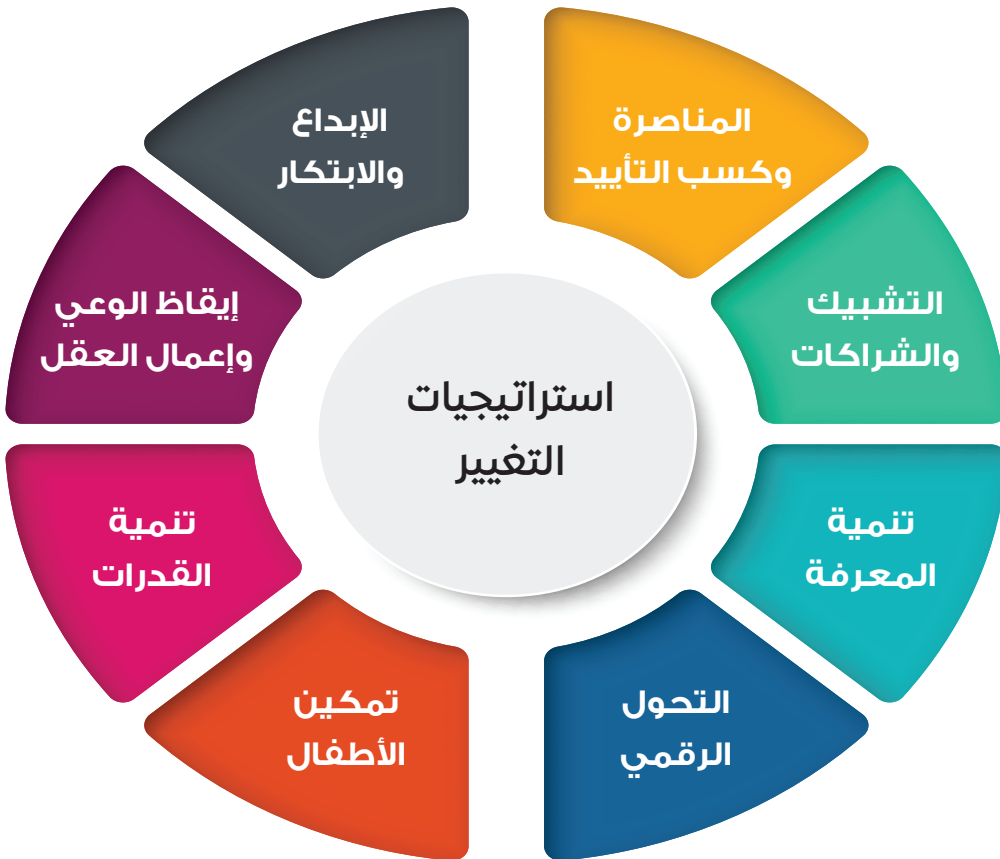 استراتيجيات
التغيير
المناصرة
وكسب التأييد
التشبيك
والشراكات
تنمية
المعرفة
التحول
الرقمي
تمكين
الأطفال
تنمية
القدرات
إيقاظ الوعي
وإعمال العقل
الإبداع
والابتكار